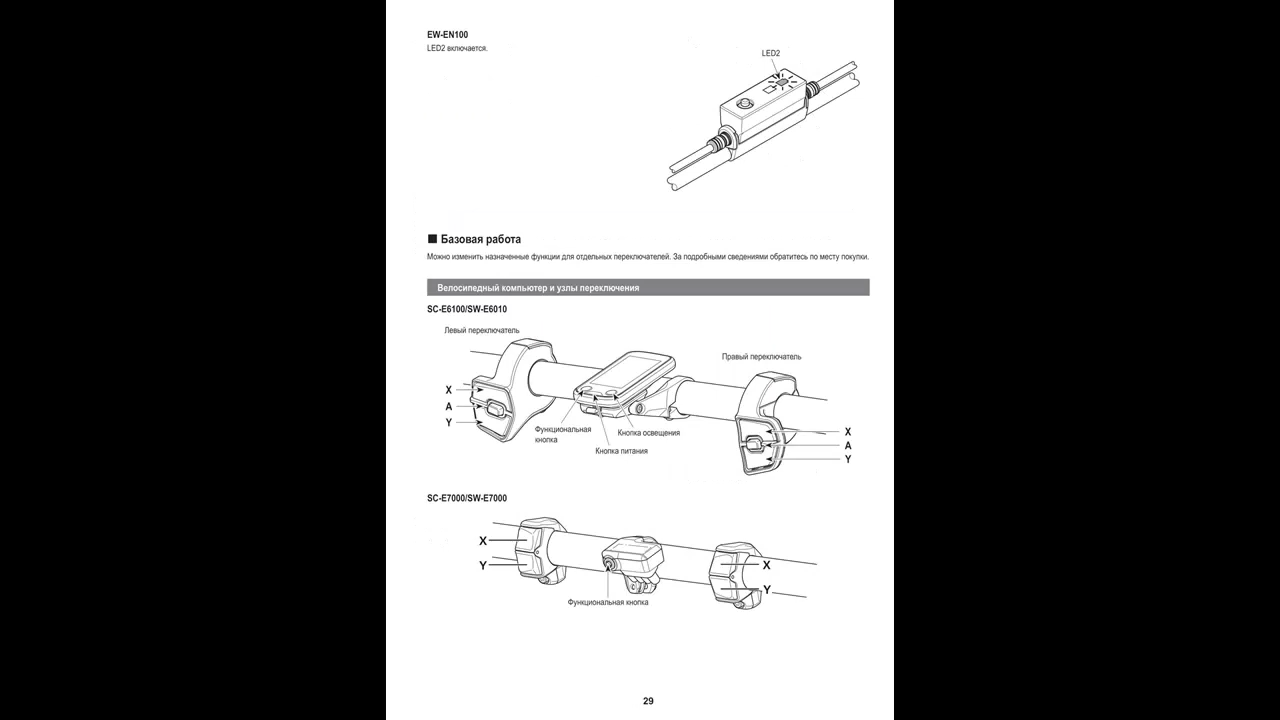 EW-EN100
LED2 включается.
LED2
■ Базовая работа
Можно изменить назначенные функции для отдельных переключателей. За подробными сведениями обратитесь по месту покупки.
Велосипедный компьютер и узлы переключения
SC-E6100/SW-E6010
Левый переключатель
Правый переключатель
X
A
Y
Функциональная
кнопка
Кнопка освещения
Кнопка питания
X
A
Y
SC-E7000/SW-E7000
X
Y
X
Y
Функциональная кнопка
29